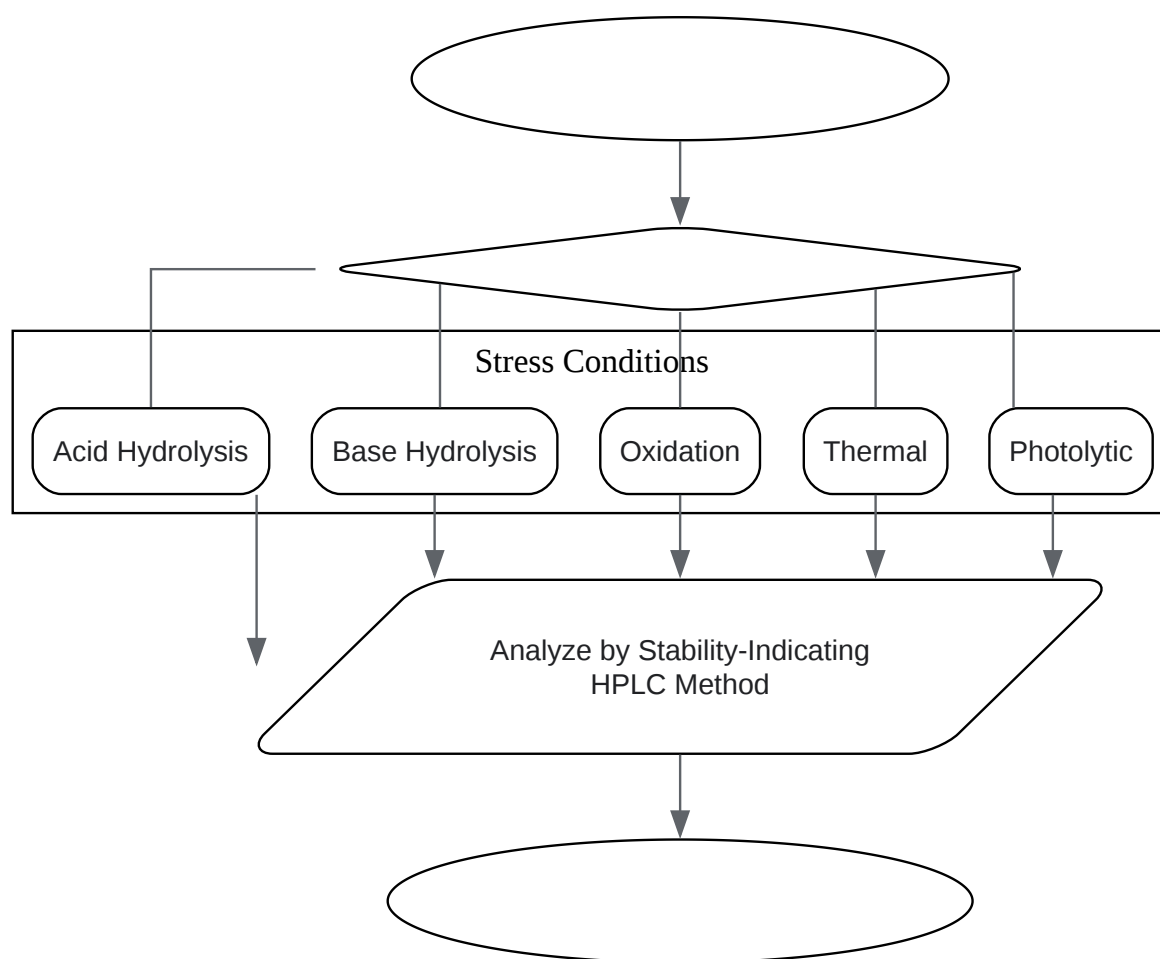 Stress Conditions
Acid Hydrolysis
Base Hydrolysis
Oxidation
Thermal
Photolytic
Analyze by Stability-Indicating
HPLC Method